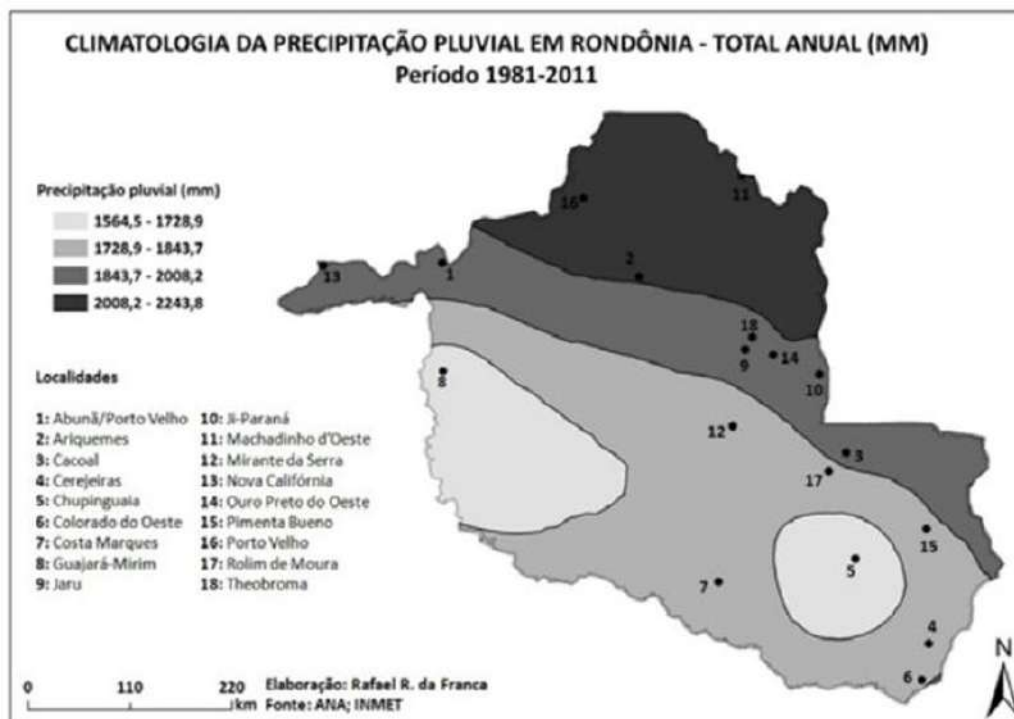 CLIMATOLOGIA DA PRECIPITAÇÃO PLUVIAL EM RONDÔNIA - TOTAL ANUAL (MM)
Período 1981-2011
Precipitação pluvial (mm)
1564,5 - 1728,9
1728,9 - 1843,7
1843,7 - 2008,2
2008,2 - 2243,8
Localidades
1: Abunã/Porto Velho
2: Ariquemes
3: Cacoal
4: Cerejeiras
5: Chupinguaia
6: Colorado do Oeste
7: Costa Marques
8: Guajará-Mirim
9: Jaru
10: Ji-Paraná
11: Machadinho d'Oeste
12: Mirante da Serra
13: Nova Califórnia
14: Ouro Preto do Oeste
15: Pimenta Bueno
16: Porto Velho
17: Rolim de Moura
18: Theobroma
16
11
13
1
2
18
9
14
8
10
12
3
17
15
5
7
4
6
N
0 110 220
km
Elaboração: Rafael R. da Franca
Fonte: ANA; INMET